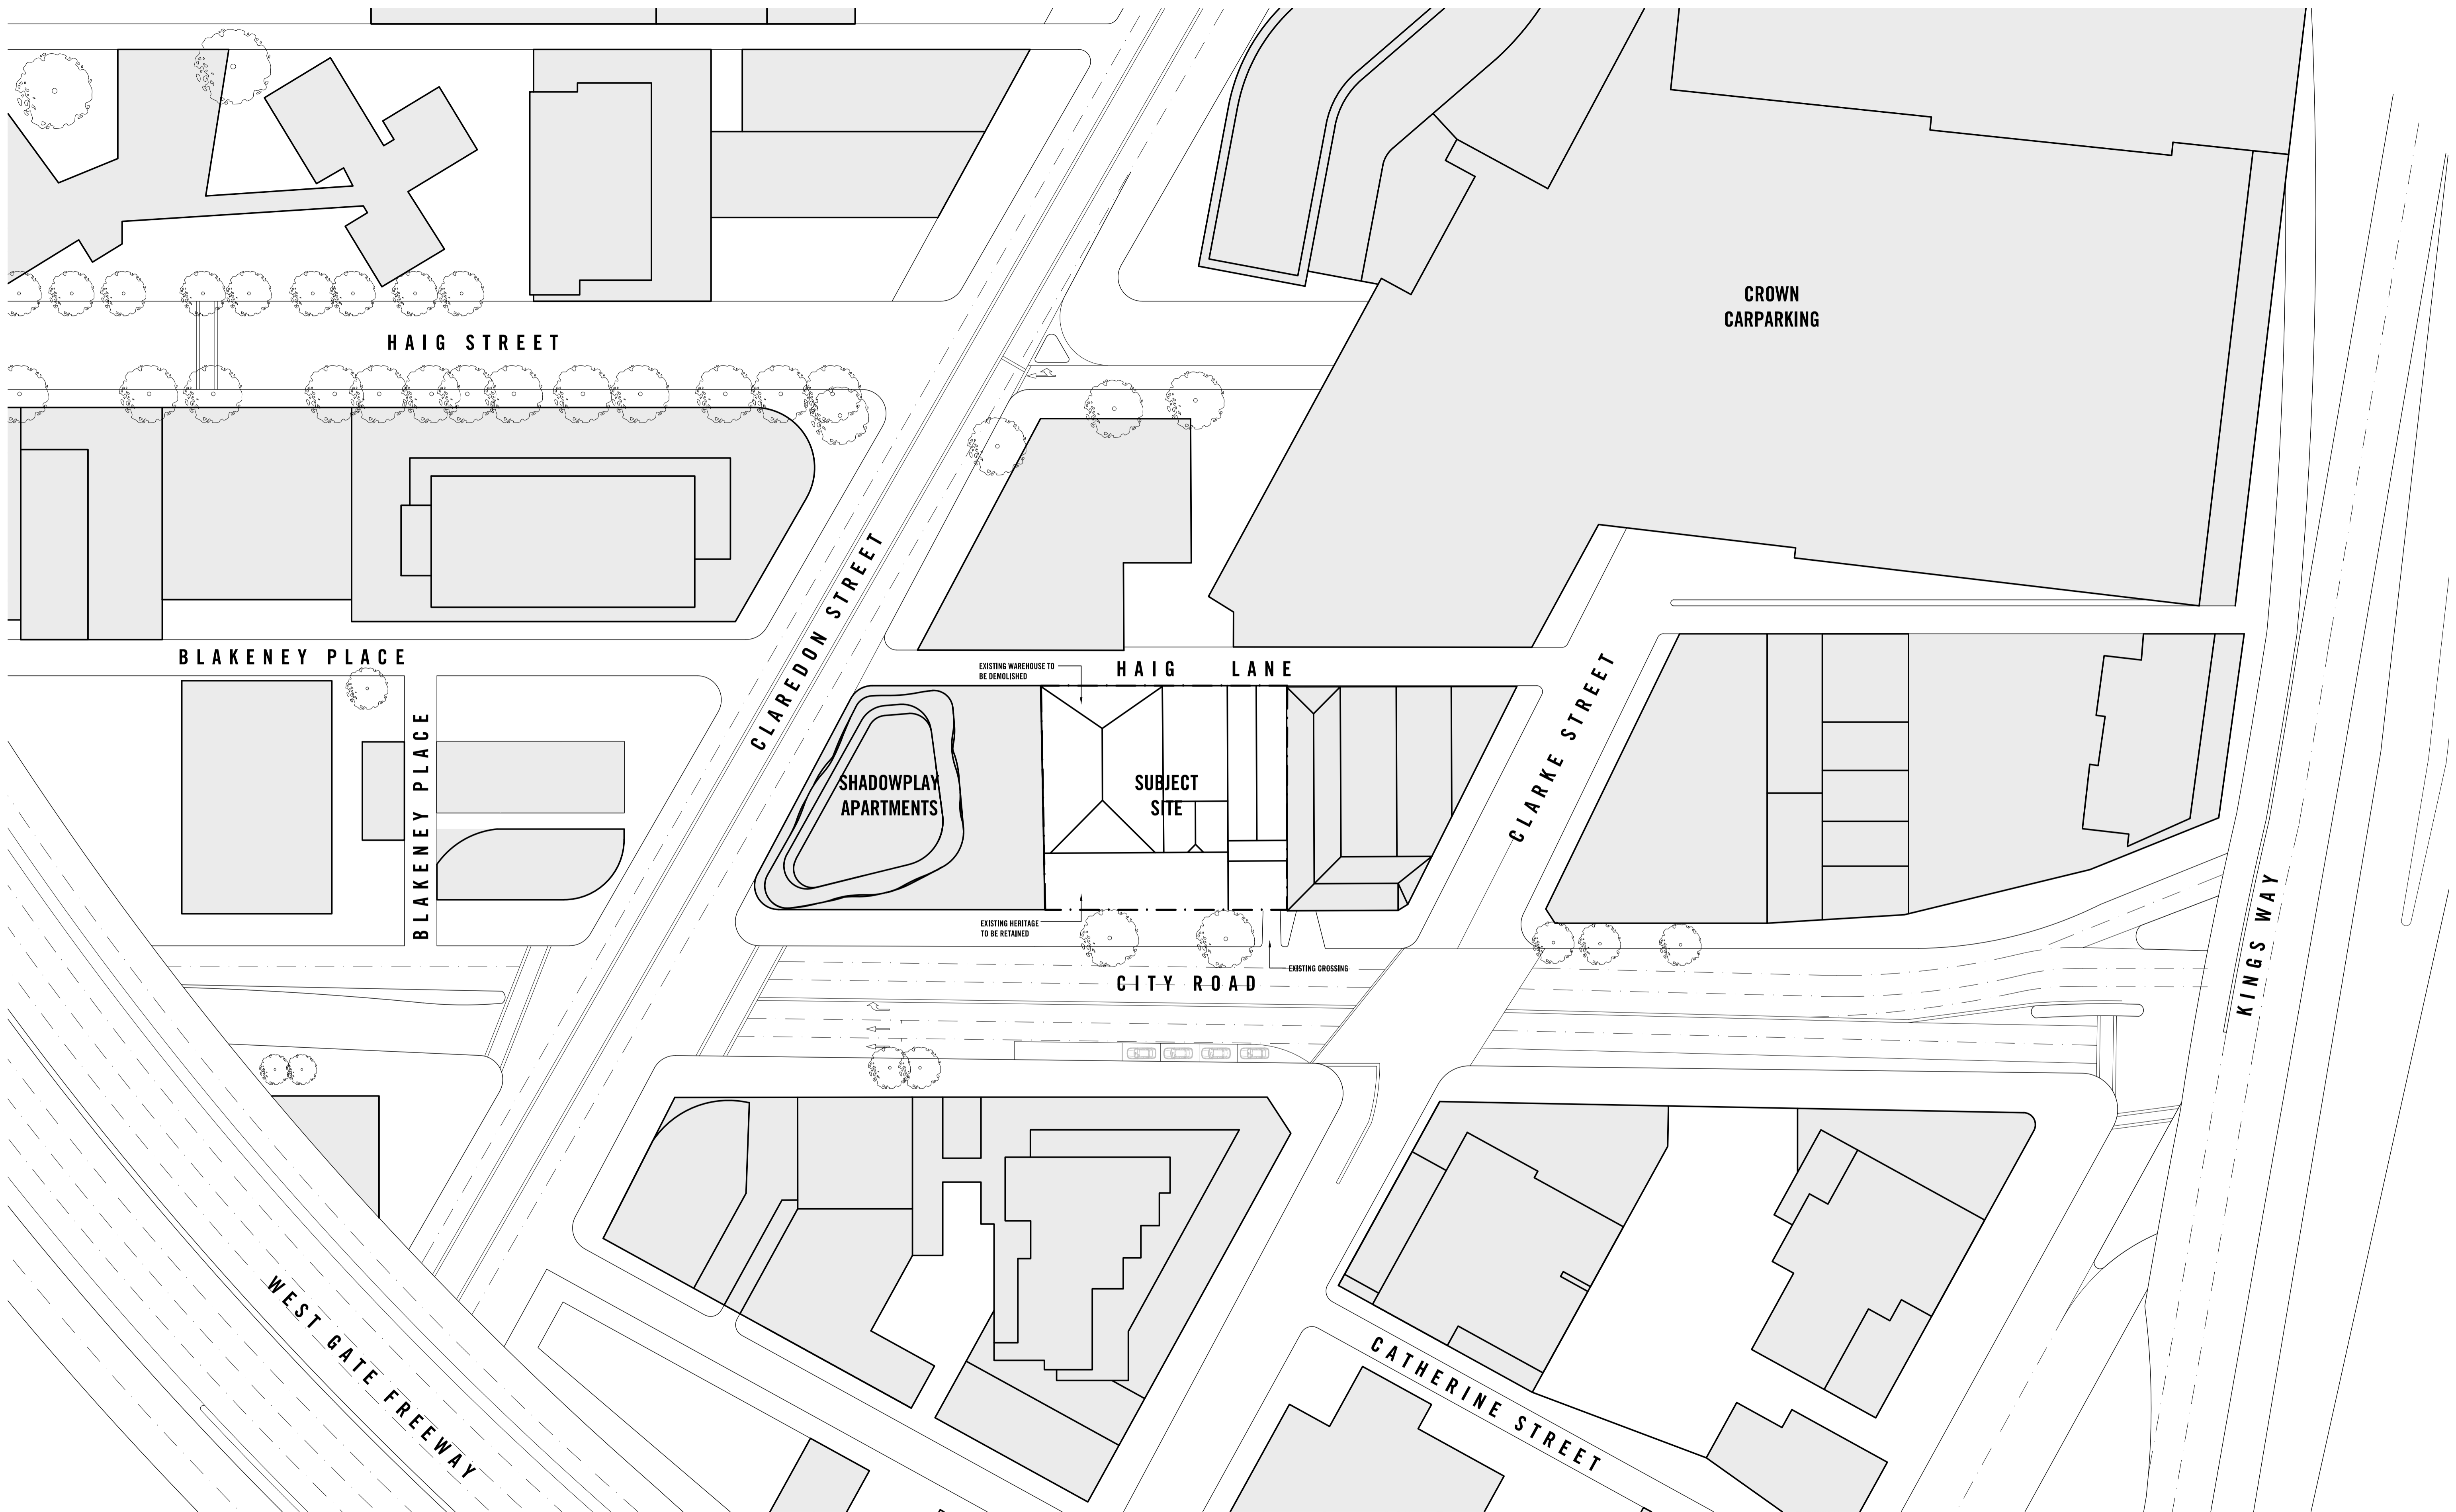 CROWN
CARPARKING
HAIG STREET
CLAREDON STREET
BLAKENEY PLACE
HAIG LANE
EXISTING WAREHOUSE TO
BE DEMOLISHED
CLARKE STREET
BLAKENEY PLACE
SHADOWPLAY
APARTMENTS
SUBJECT
SITE
EXISTING HERITAGE
TO BE RETAINED
EXISTING CROSSING
CITY ROAD
KINGS WAY
WEST GATE FREEWAY
CATHERINE STREET